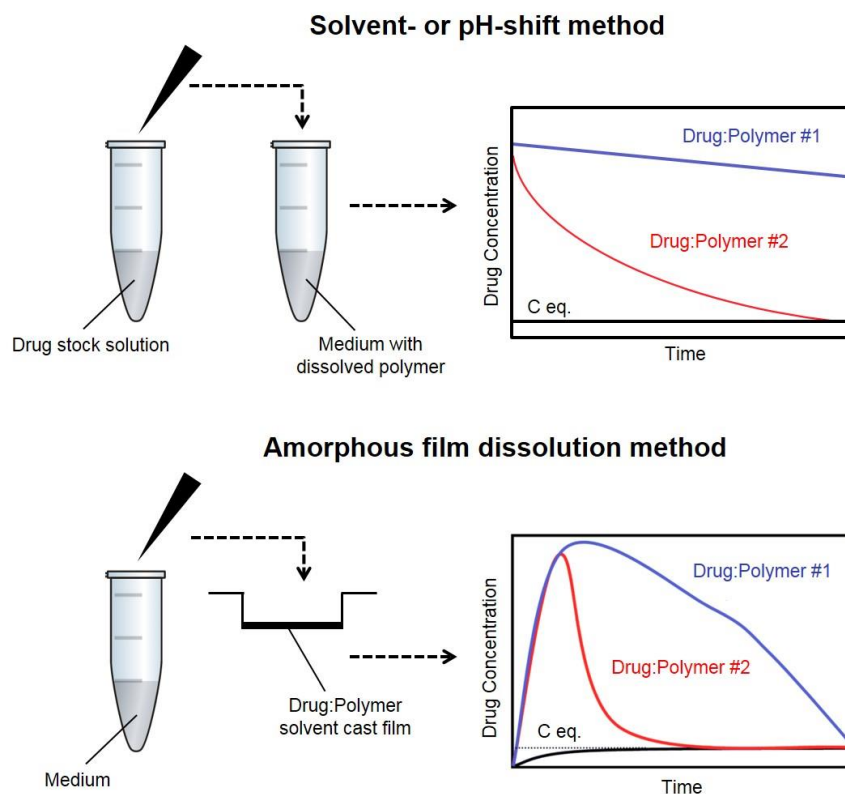 Solvent- or pH-shift method
Drug stock solution
Medium with
dissolved polymer
Drug Concentration
Drug:Polymer #1
Drug:Polymer #2
C eq.
Time
Amorphous film dissolution method
Medium
Drug:Polymer
solvent cast film
Drug Concentration
Drug:Polymer #1
Drug:Polymer #2
C eq.
Time